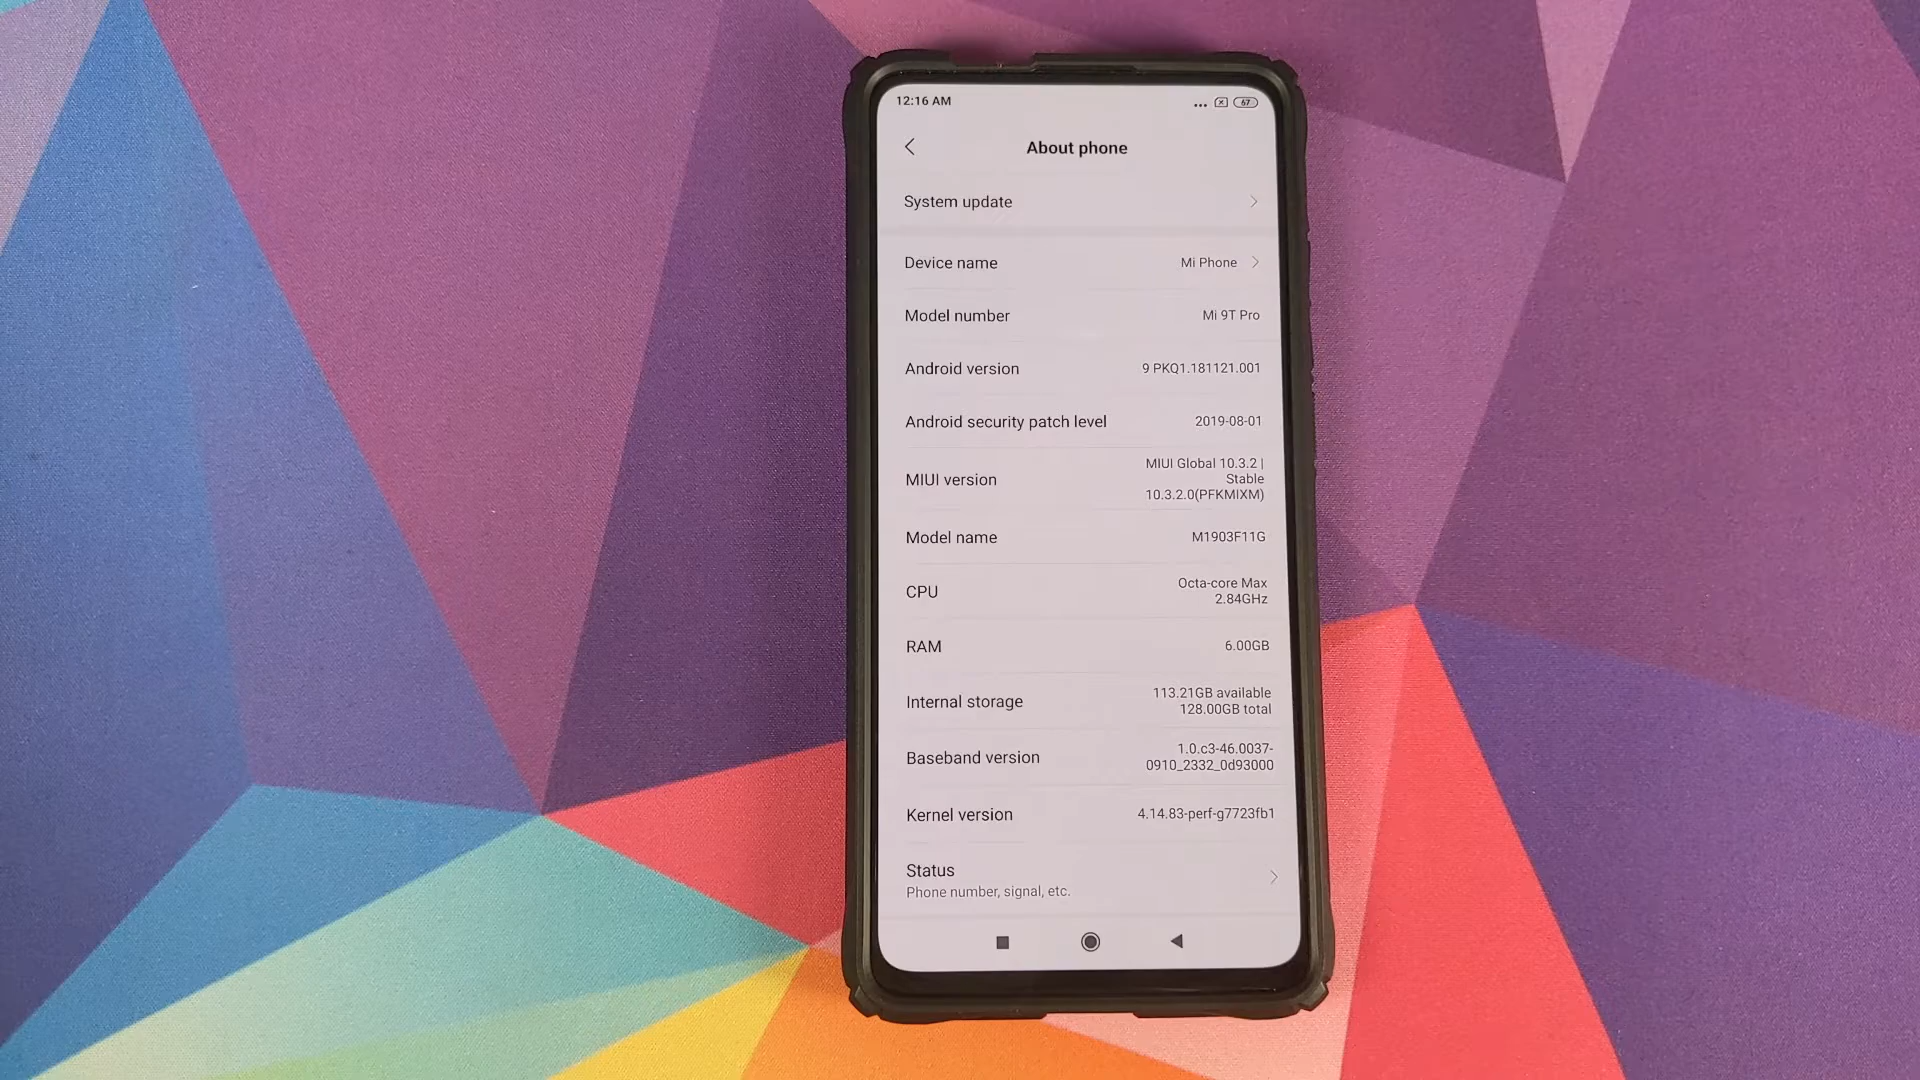 12:16 AM
67
About phone
System update
Device name Mi Phone
Model number Mi 9T Pro
Android version 9 PKQ1.181121.001
Android security patch level 2019-08-01
MIUI version MIUI Global 10.3.2 |
Stable
10.3.2.0(PFKMIXM)
Model name M1903F11G
CPU Octa-core Max
2.84GHz
RAM 6.00GB
Internal storage 113.21GB available
128.00GB total
Baseband version 1.0.c3-46.0037-
0910_2332_0d93000
Kernel version 4.14.83-perf-g7723fb1
Status
Phone number, signal, etc.